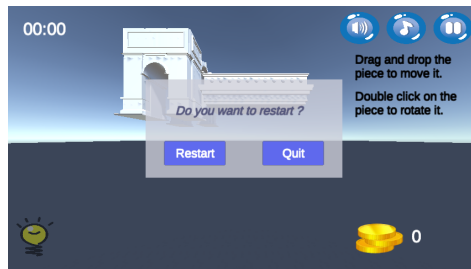 00:00
Drag and drop the
piece to move it.
Double click on the
piece to rotate it.
Do you want to restart ?
Restart
Quit
0